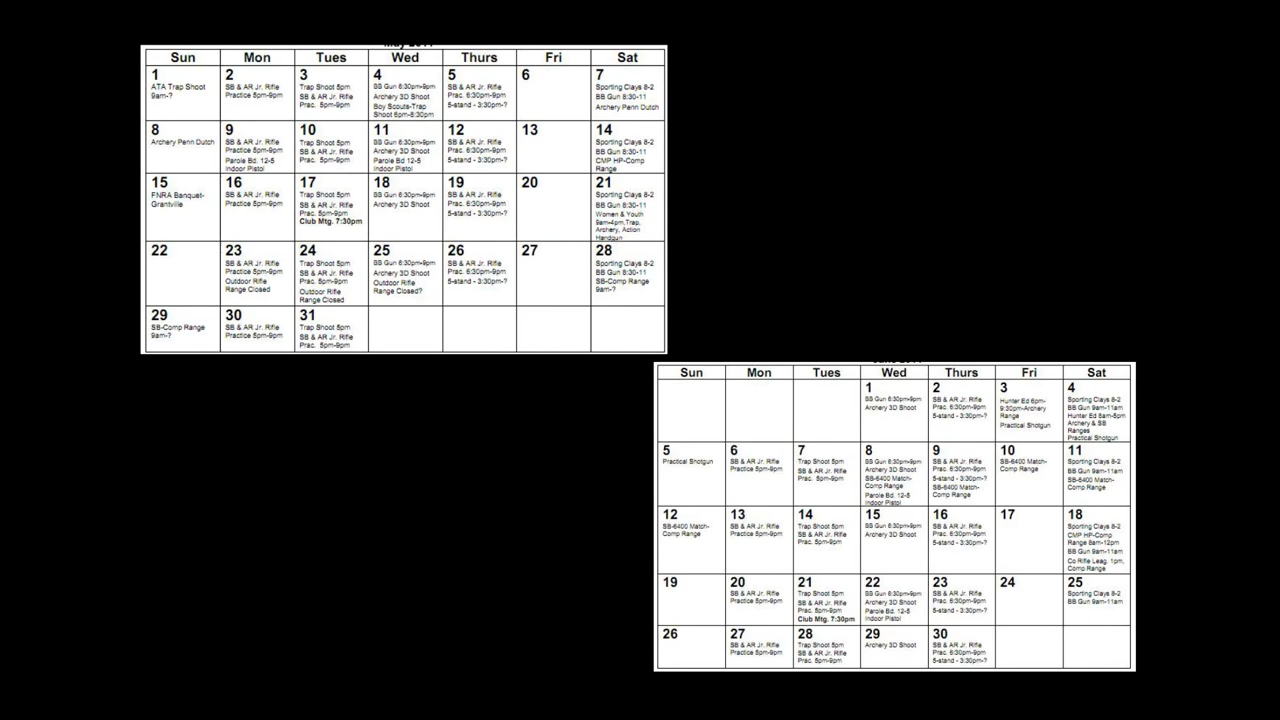 May 2011
Sun Mon Tues Wed Thurs Fri Sat
1
ATA Trap Shoot
9am-?
2
SB & AR Jr. Rifle
Practice 5pm-9pm
3
Trap Shoot 5pm
SB & AR Jr. Rifle
Prac. 5pm-9pm
4
BB Gun 6:30pm-9pm
Archery 3D Shoot
Boy Scouts-Trap
Shoot 6pm-8:30pm
5
SB & AR Jr. Rifle
Prac. 6:30pm-9pm
5-stand - 3:30pm-?
6
7
Sporting Clays 8-2
BB Gun 8:30-11
Archery Penn Dutch
8
Archery Penn Dutch
9
SB & AR Jr. Rifle
Practice 5pm-9pm
Parole Bd. 12-5
Indoor Pistol
10
Trap Shoot 5pm
SB & AR Jr. Rifle
Prac. 5pm-9pm
11
BB Gun 6:30pm-9pm
Archery 3D Shoot
Parole Bd 12-5
Indoor Pistol
12
SB & AR Jr. Rifle
Prac. 6:30pm-9pm
5-stand - 3:30pm-?
13
14
Sporting Clays 8-2
BB Gun 8:30-11
CMP HP-Comp
Range
15
FNRA Banquet-
Grantville
16
SB & AR Jr. Rifle
Practice 5pm-9pm
17
Trap Shoot 5pm
SB & AR Jr. Rifle
Prac. 5pm-9pm
Club Mtg. 7:30pm
18
BB Gun 6:30pm-9pm
Archery 3D Shoot
19
SB & AR Jr. Rifle
Prac. 6:30pm-9pm
5-stand - 3:30pm-?
20
21
Sporting Clays 8-2
BB Gun 8:30-11
Women & Youth
9am-4pm,Trap,
Archery, Action
Handgun
22
23
SB & AR Jr. Rifle
Practice 5pm-9pm
Outdoor Rifle
Range Closed
24
Trap Shoot 5pm
SB & AR Jr. Rifle
Prac. 5pm-9pm
Outdoor Rifle
Range Closed
25
BB Gun 6:30pm-9pm
Archery 3D Shoot
Outdoor Rifle
Range Closed?
26
SB & AR Jr. Rifle
Prac. 6:30pm-9pm
5-stand - 3:30pm-?
27
28
Sporting Clays 8-2
BB Gun 8:30-11
SB-Comp Range
9am-?
29
SB-Comp Range
9am-?
30
SB & AR Jr. Rifle
Practice 5pm-9pm
31
Trap Shoot 5pm
SB & AR Jr. Rifle
Prac. 5pm-9pm
Sun Mon Tues Wed Thurs Fri Sat
1
BB Gun 6:30pm-9pm
Archery 3D Shoot
2
SB & AR Jr. Rifle
Prac. 6:30pm-9pm
5-stand - 3:30pm-?
3
Hunter Ed 6pm-
9:30pm-Archery
Range
Practical Shotgun
4
Sporting Clays 8-2
BB Gun 9am-11am
Hunter Ed 8am-5pm
Archery & SB
Ranges
Practical Shotgun
5
Practical Shotgun
6
SB & AR Jr. Rifle
Practice 5pm-9pm
7
Trap Shoot 5pm
SB & AR Jr. Rifle
Prac. 5pm-9pm
8
BB Gun 6:30pm-9pm
Archery 3D Shoot
SB-6400 Match-
Comp Range
Parole Bd. 12-5
Indoor Pistol
9
SB & AR Jr. Rifle
Prac. 6:30pm-9pm
5-stand - 3:30pm-?
SB-6400 Match-
Comp Range
10
SB-6400 Match-
Comp Range
11
Sporting Clays 8-2
BB Gun 9am-11am
SB-6400 Match-
Comp Range
12
SB-6400 Match-
Comp Range
13
SB & AR Jr. Rifle
Practice 5pm-9pm
14
Trap Shoot 5pm
SB & AR Jr. Rifle
Prac. 5pm-9pm
15
BB Gun 6:30pm-9pm
Archery 3D Shoot
16
SB & AR Jr. Rifle
Prac. 6:30pm-9pm
5-stand - 3:30pm-?
17
18
Sporting Clays 8-2
CMP HP-Comp
Range 8am-12pm
BB Gun 9am-11am
Co Rifle Leag. 1pm,
Comp Range
19
20
SB & AR Jr. Rifle
Practice 5pm-9pm
21
Trap Shoot 5pm
SB & AR Jr. Rifle
Prac. 5pm-9pm
Club Mtg. 7:30pm
22
BB Gun 6:30pm-9pm
Archery 3D Shoot
Parole Bd 12-5
Indoor Pistol
23
SB & AR Jr. Rifle
Prac. 6:30pm-9pm
5-stand - 3:30pm-?
24
25
Sporting Clays 8-2
BB Gun 9am-11am
26
27
SB & AR Jr. Rifle
Practice 5pm-9pm
28
Trap Shoot 5pm
SB & AR Jr. Rifle
Prac. 5pm-9pm
29
Archery 3D Shoot
30
SB & AR Jr. Rifle
Prac. 6:30pm-9pm
5-stand - 3:30pm-?